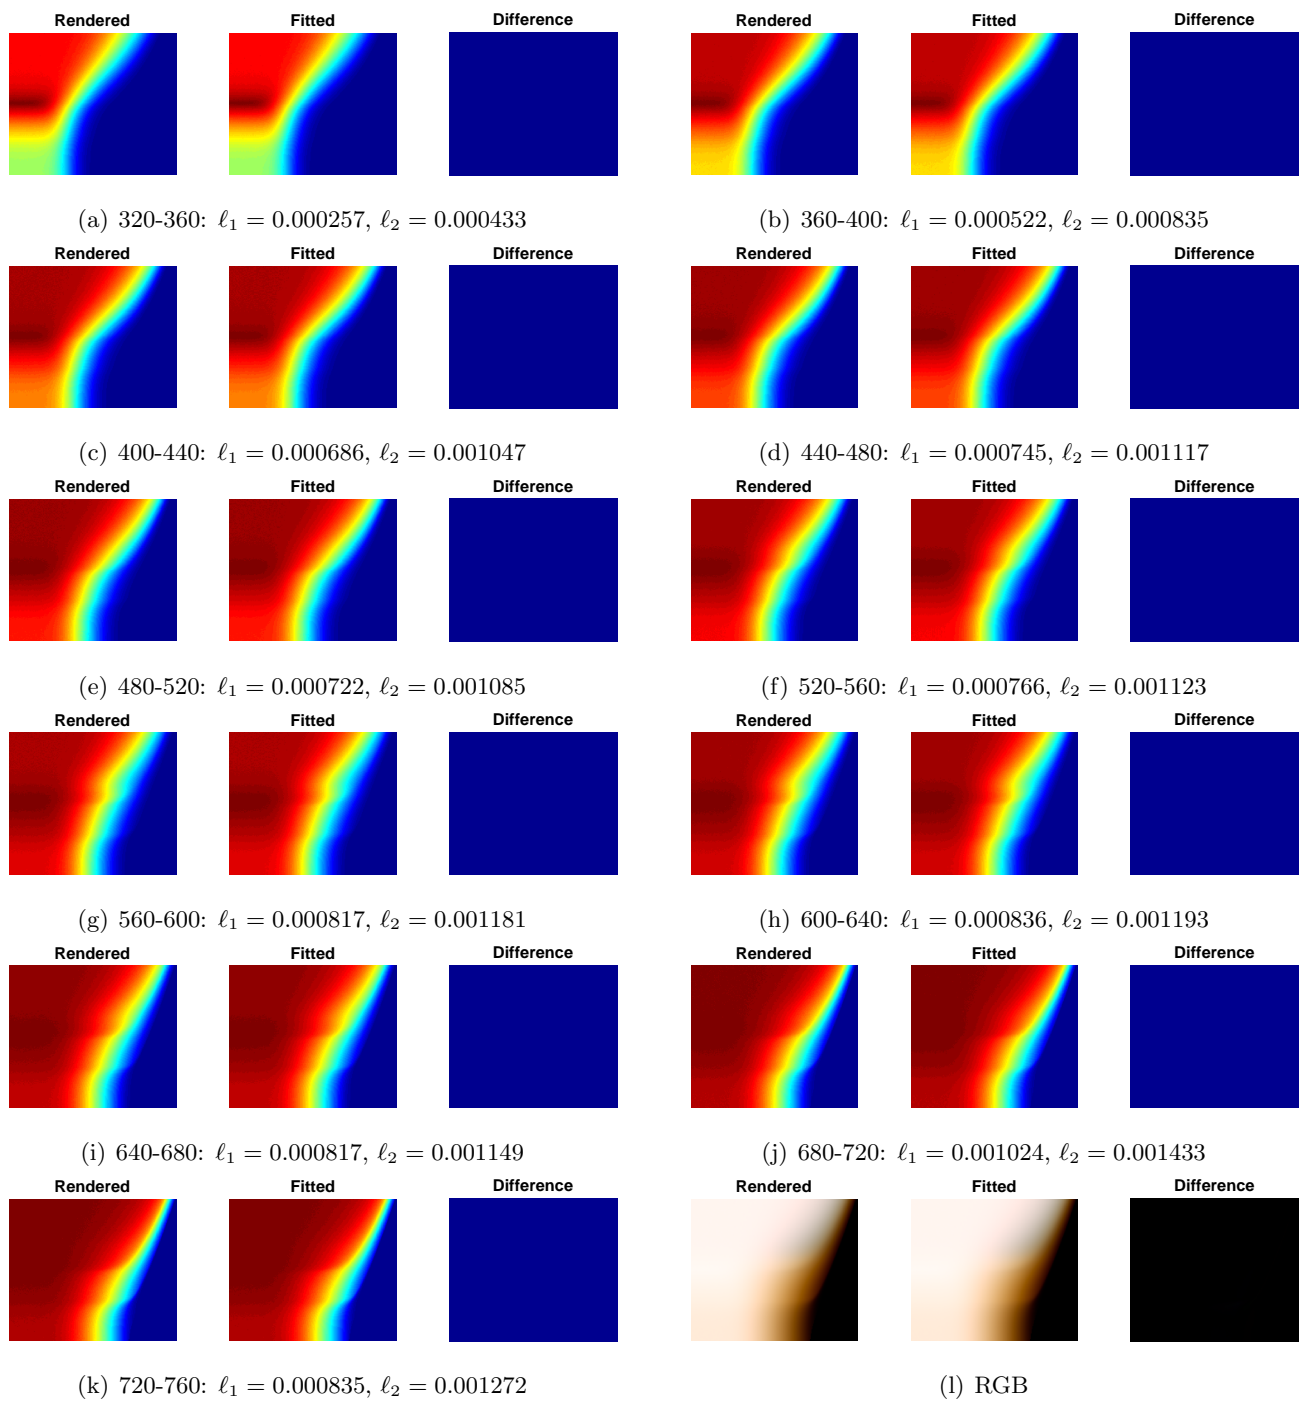 Rendered Fitted Difference Rendered Fitted Difference
(a) 320-360: ℓ1 = 0.000257, ℓ2 = 0.000433 (b) 360-400: ℓ1 = 0.000522, ℓ2 = 0.000835
Rendered Fitted Difference Rendered Fitted Difference
(c) 400-440: ℓ1 = 0.000686, ℓ2 = 0.001047 (d) 440-480: ℓ1 = 0.000745, ℓ2 = 0.001117
Rendered Fitted Difference Rendered Fitted Difference
(e) 480-520: ℓ1 = 0.000722, ℓ2 = 0.001085 (f) 520-560: ℓ1 = 0.000766, ℓ2 = 0.001123
Rendered Fitted Difference Rendered Fitted Difference
(g) 560-600: ℓ1 = 0.000817, ℓ2 = 0.001181 (h) 600-640: ℓ1 = 0.000836, ℓ2 = 0.001193
Rendered Fitted Difference Rendered Fitted Difference
(i) 640-680: ℓ1 = 0.000817, ℓ2 = 0.001149 (j) 680-720: ℓ1 = 0.001024, ℓ2 = 0.001433
Rendered Fitted Difference Rendered Fitted Difference
(k) 720-760: ℓ1 = 0.000835, ℓ2 = 0.001272 (l) RGB